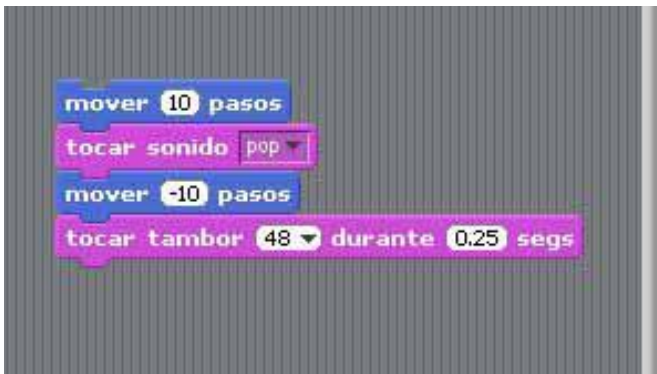 mover 10 pasos
tocar sonido pop
mover -10 pasos
tocar tambor 48 durante 0.25 segs